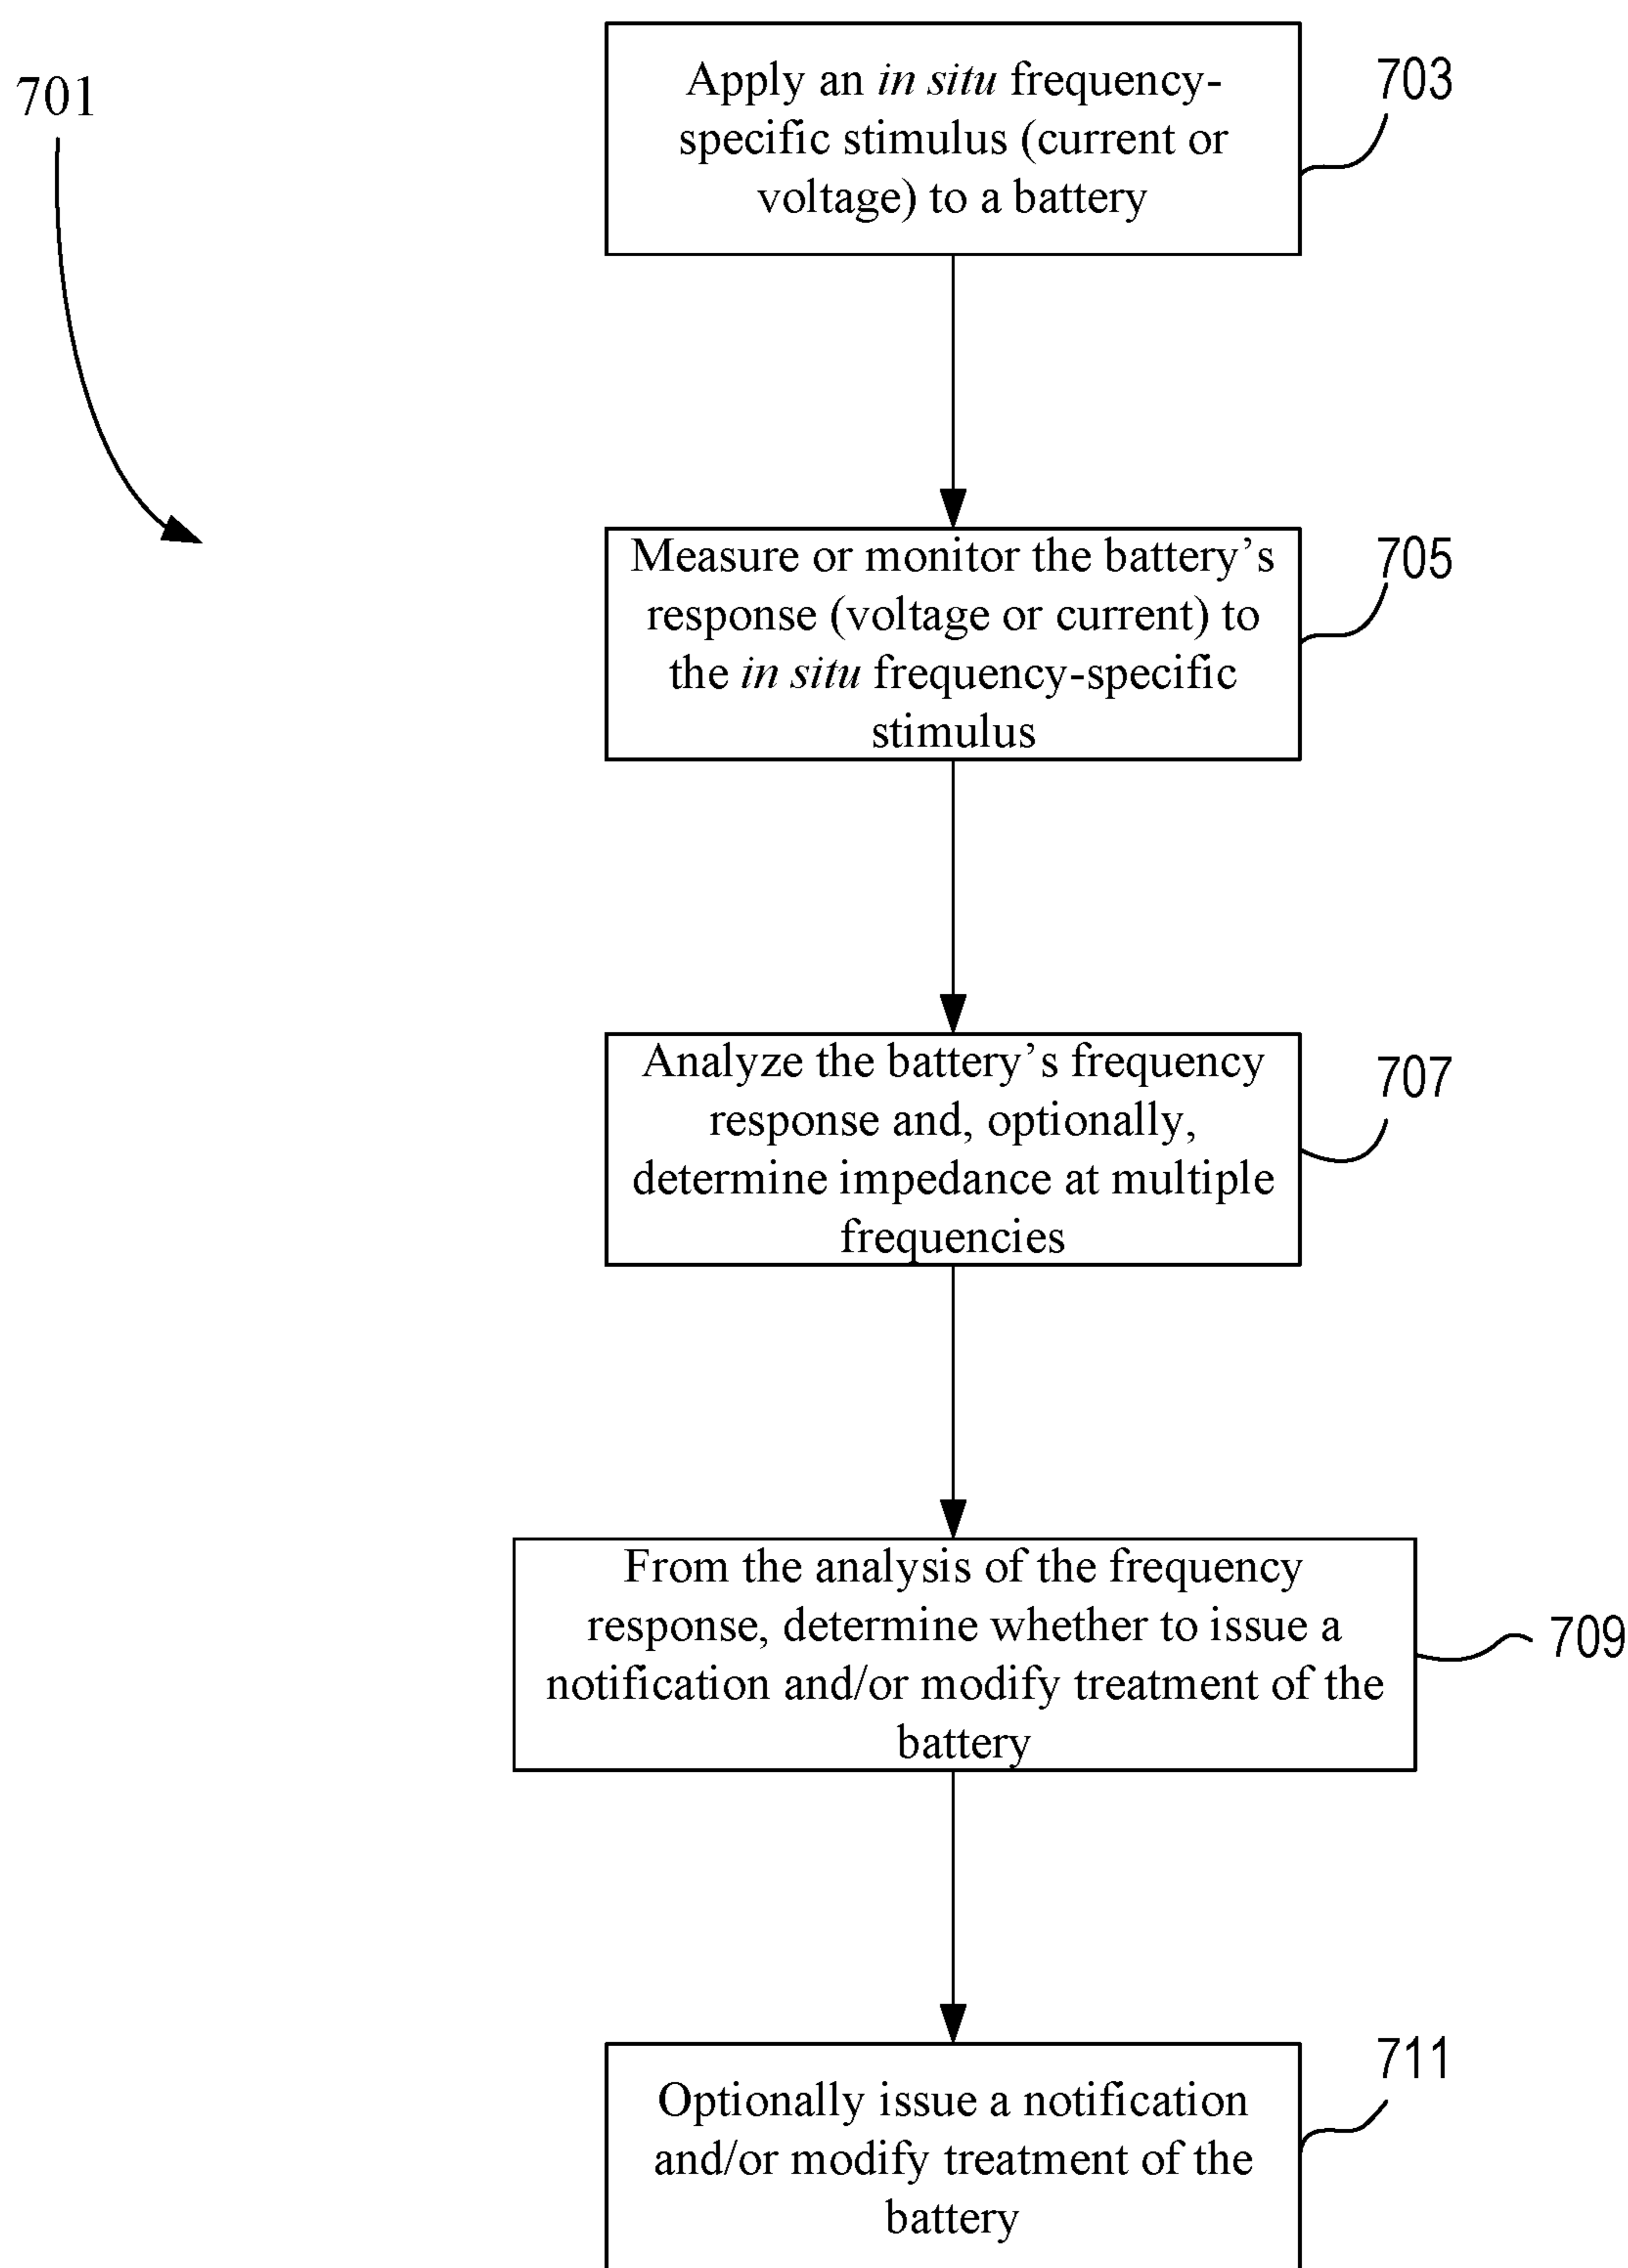 701
Apply an in situ frequency-
specific stimulus (current or
voltage) to a battery
703
Measure or monitor the battery’s
response (voltage or current) to
the in situ frequency-specific
stimulus
705
Analyze the battery’s frequency
response and, optionally,
determine impedance at multiple
frequencies
707
From the analysis of the frequency
response, determine whether to issue a
notification and/or modify treatment of the
battery
709
Optionally issue a notification
and/or modify treatment of the
battery
711